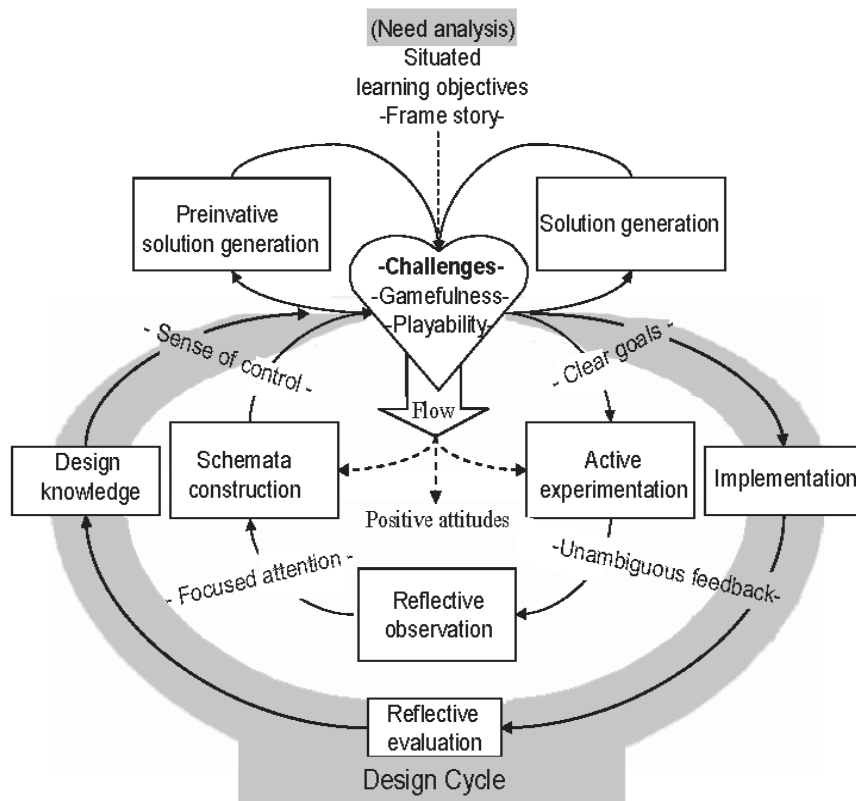 (Need analysis)
Situated
learning objectives
-Frame story-
Preinvative
solution generation
Solution generation
-Challenges-
-Gamefulness-
-Playability-
- Sense of
control -
- Clear goals -
Flow
Design
knowledge
Schemata
construction
Active
experimentation
Implementation
Positive attitudes
- Focused attention -
-Unambiguous feedback-
Reflective
observation
Reflective
evaluation
Design Cycle